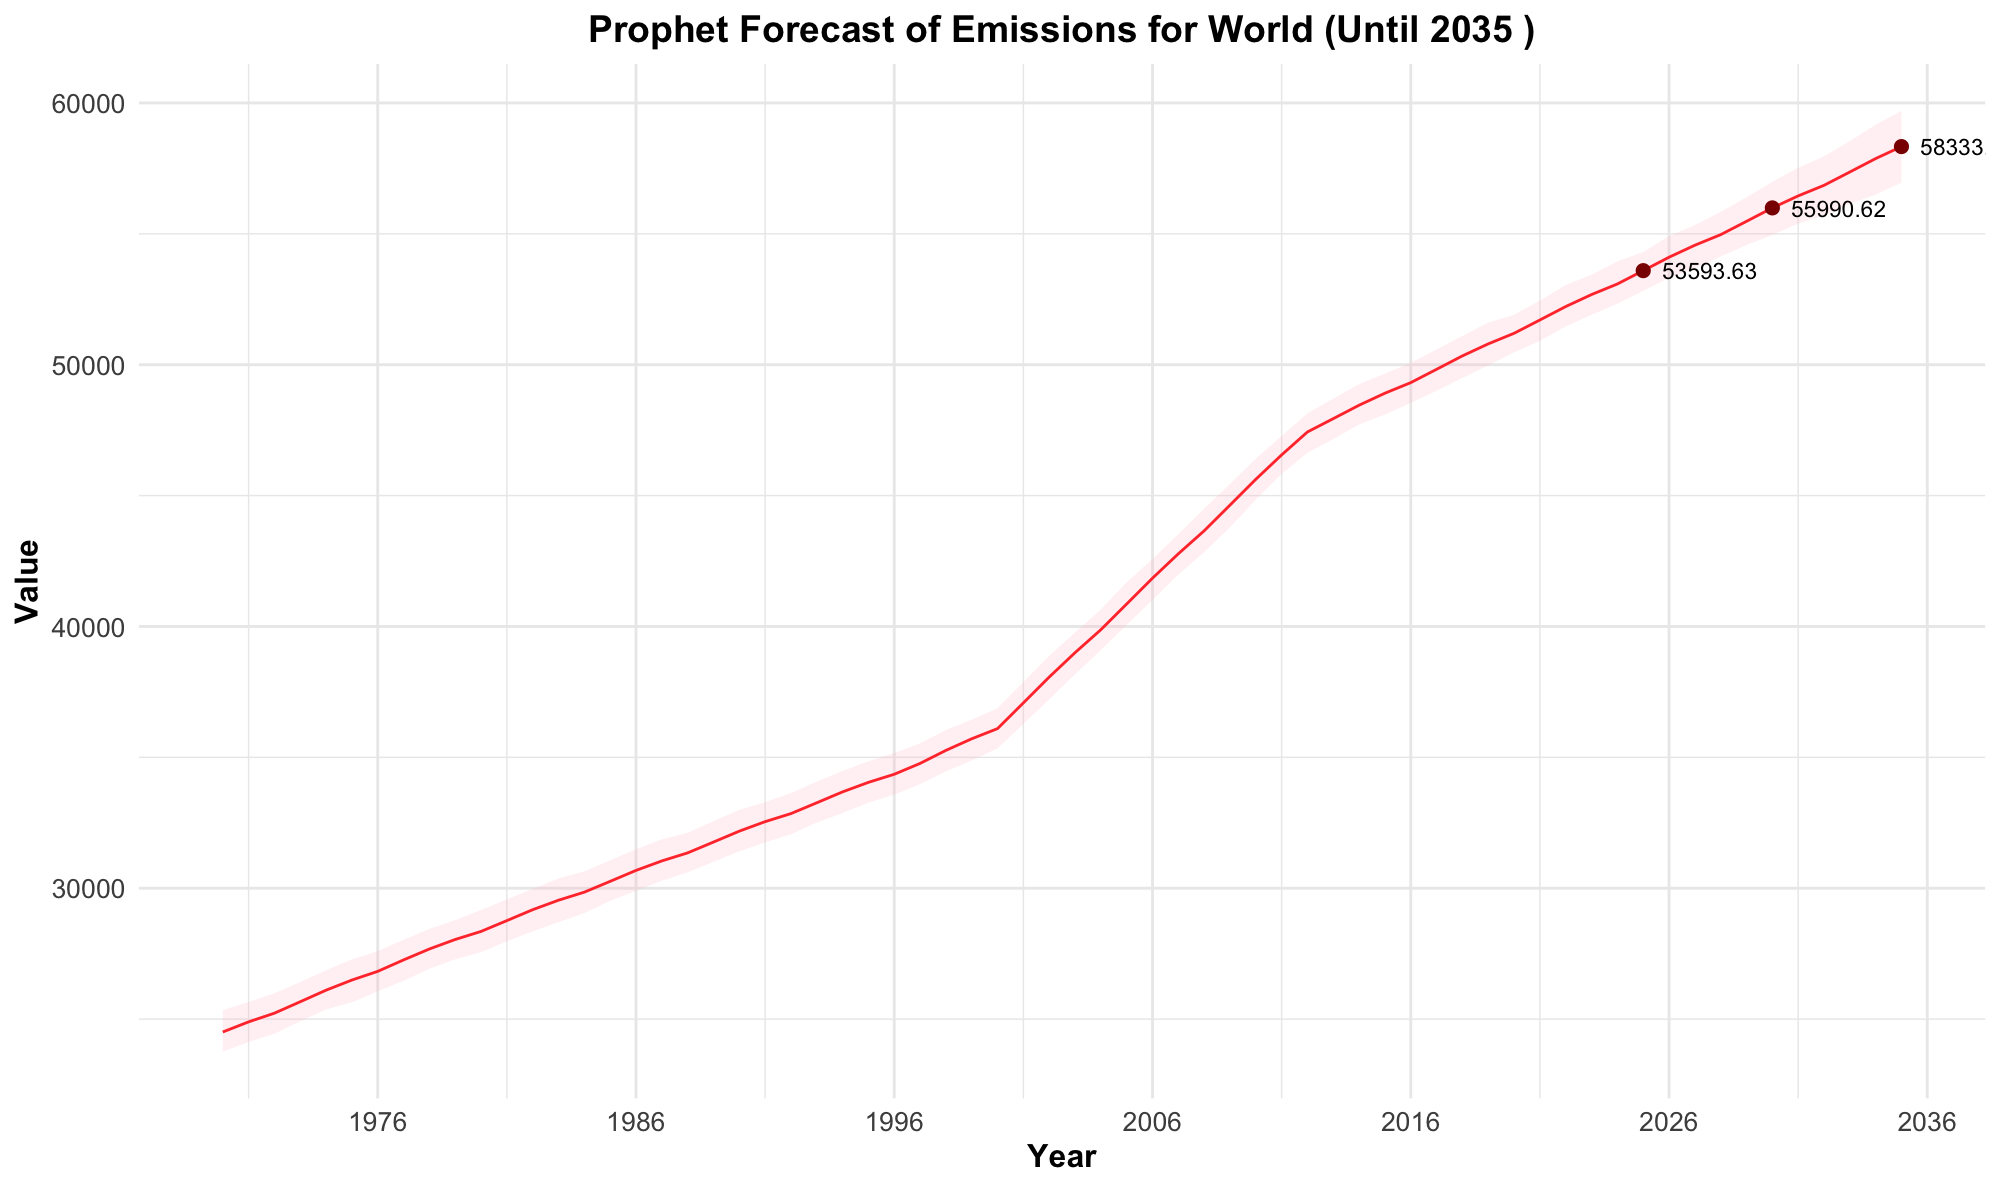 Prophet Forecast of Emissions for World (Until 2035 )
60000
58333
55990.62
53593.63
50000
Value
40000
30000
1976 1986 1996 2006 2016 2026 2036
Year